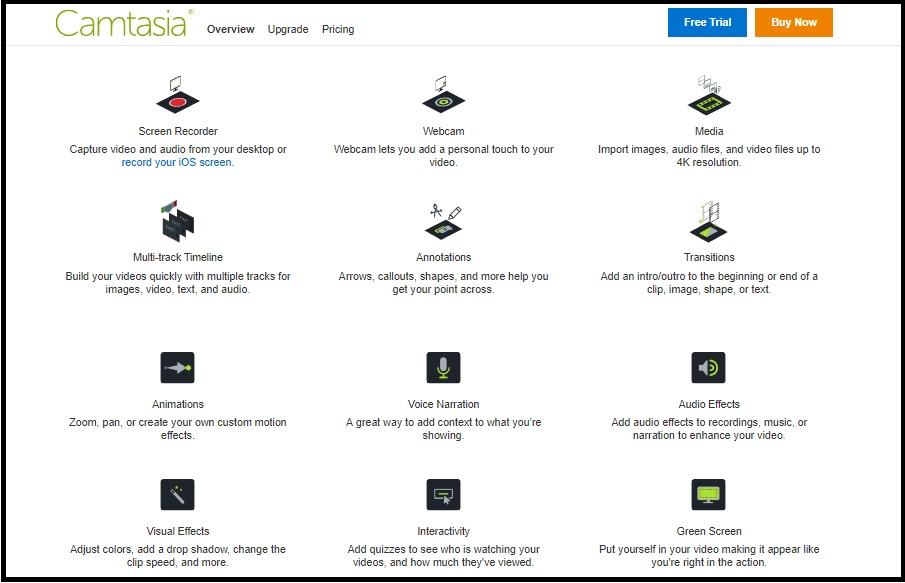 Camtasia®
Overview Upgrade Pricing
Free Trial Buy Now
Screen Recorder
Capture video and audio from your desktop or
record your iOS screen.
Webcam
Webcam lets you add a personal touch to your
video.
Media
Import images, audio files, and video files up to
4K resolution.
Multi-track Timeline
Build your videos quickly with multiple tracks for
images, video, text, and audio.
Annotations
Arrows, callouts, shapes, and more help you
get your point across.
Transitions
Add an intro/outro to the beginning or end of a
clip, image, shape, or text.
Animations
Zoom, pan, or create your own custom motion
effects.
Voice Narration
A great way to add context to what you're
showing.
Audio Effects
Add audio effects to recordings, music, or
narration to enhance your video.
Visual Effects
Adjust colors, add a drop shadow, change the
clip speed, and more.
Interactivity
Add quizzes to see who is watching your
videos, and how much they've viewed.
Green Screen
Put yourself in your video making it appear like
you're right in the action.